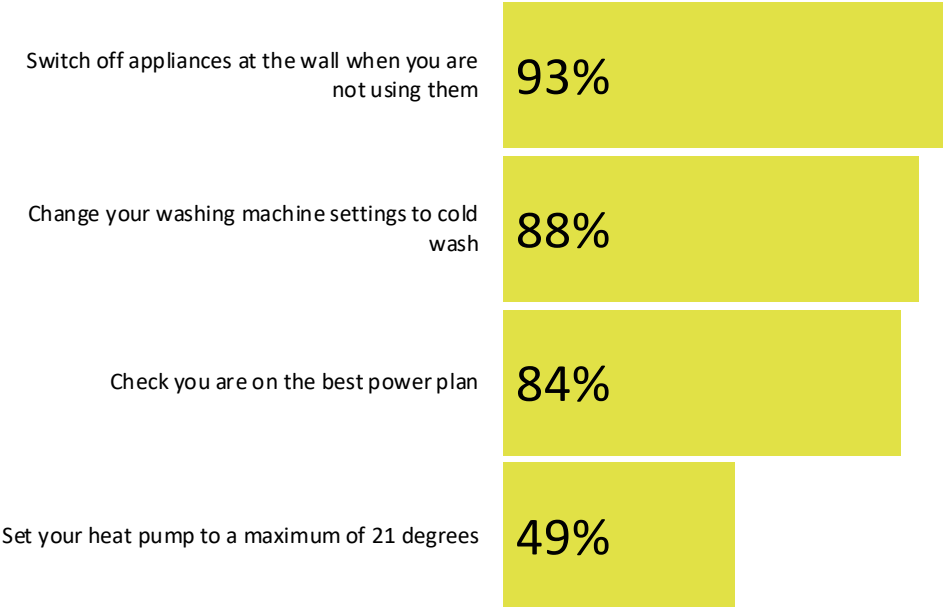 Switch off appliances at the wall when you are
not using them
93%
Change your washing machine settings to cold
wash
88%
Check you are on the best power plan
84%
Set your heat pump to a maximum of 21 degrees
49%